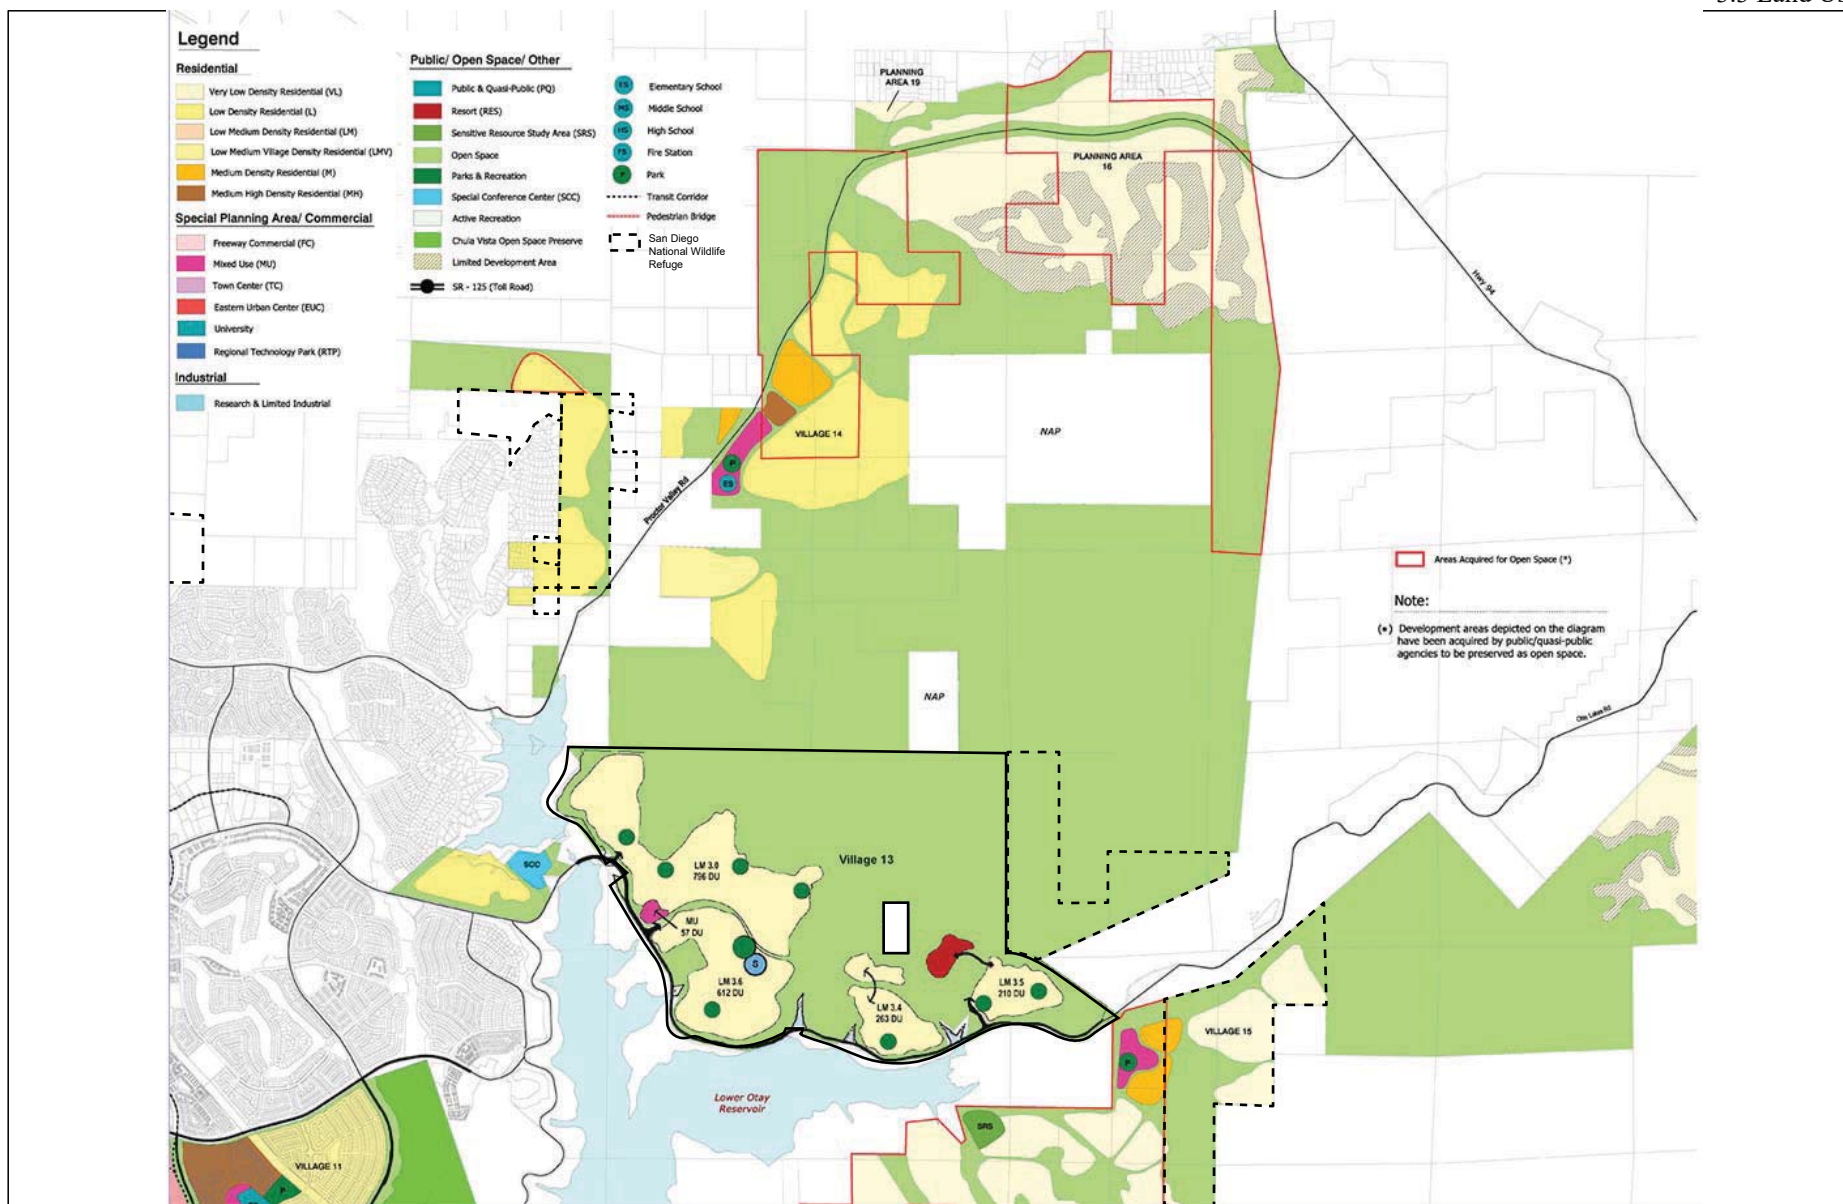 Legend
Residential
Very Low Density Residential (VL)
Low Density Residential (L)
Low Medium Density Residential (LM)
Low Medium Village Density Residential (LMV)
Medium Density Residential (M)
Medium High Density Residential (MH)
Special Planning Area/ Commercial
Freeway Commercial (FC)
Mixed Use (MU)
Town Center (TC)
Eastern Urban Center (EUC)
University
Regional Technology Park (RTP)
Industrial
Research & Limited Industrial
Public/ Open Space/ Other
Public & Quasi-Public (PQ)
Resort (RES)
Sensitive Resource Study Area (SRS)
Open Space
Parks & Recreation
Special Conference Center (SCC)
Active Recreation
Chula Vista Open Space Preserve
Limited Development Area
SR - 125 (Toll Road)
ES Elementary School
MS Middle School
HS High School
FS Fire Station
P Park
Transit Corridor
Pedestrian Bridge
San Diego
National Wildlife
Refuge
PLANNING
AREA 19
PLANNING AREA
16
Hwy 94
VILLAGE 14
NAP
P
ES
Proctor Valley Rd
Areas Acquired for Open Space (*)
Note:
(*) Development areas depicted on the diagram
have been acquired by public/quasi-public
agencies to be preserved as open space.
NAP
Otay Lakes Rd
SCC
LM 3.0
796 DU
Village 13
MU
57 DU
S
LM 3.6
612 DU
LM 3.5
210 DU
LM 3.4
263 DU
VILLAGE 15
P
Lower Otay
Reservoir
SRS
VILLAGE 11
P